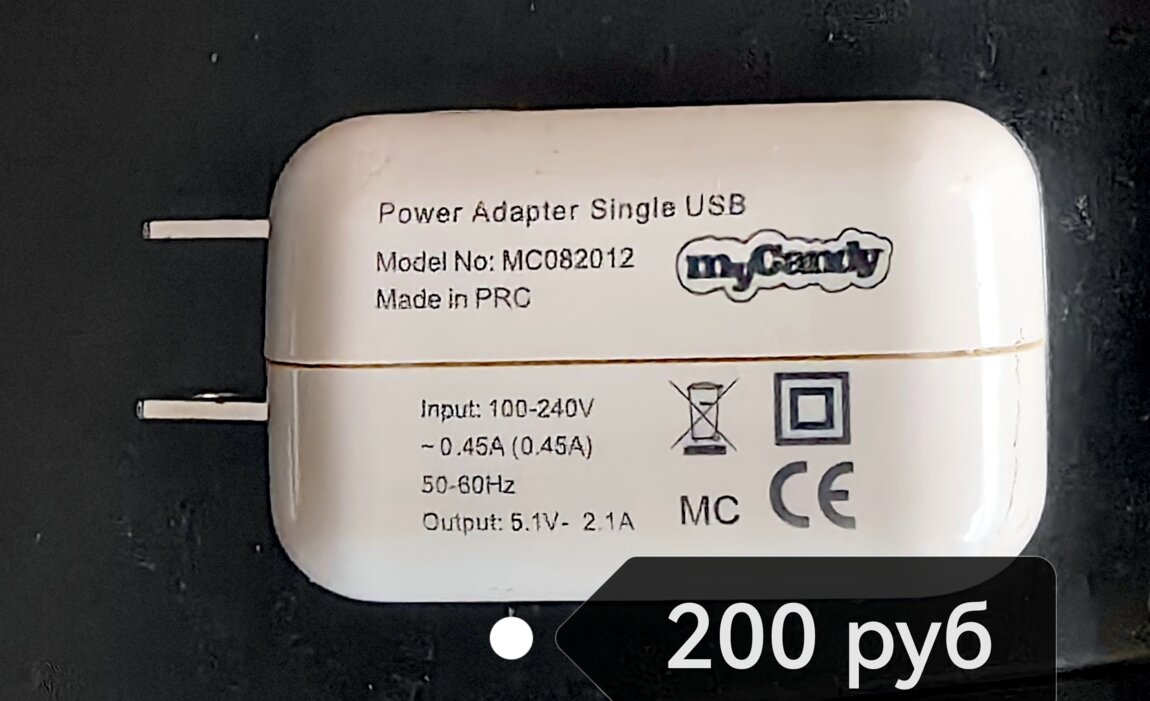 Power Adapter Single USB
Model No: MC082012
myCandy
Made in PRC
Input: 100-240V
~ 0.45A (0.45A)
50-60Hz
Output: 5.1V- 2.1A
MC
CE
200 руб